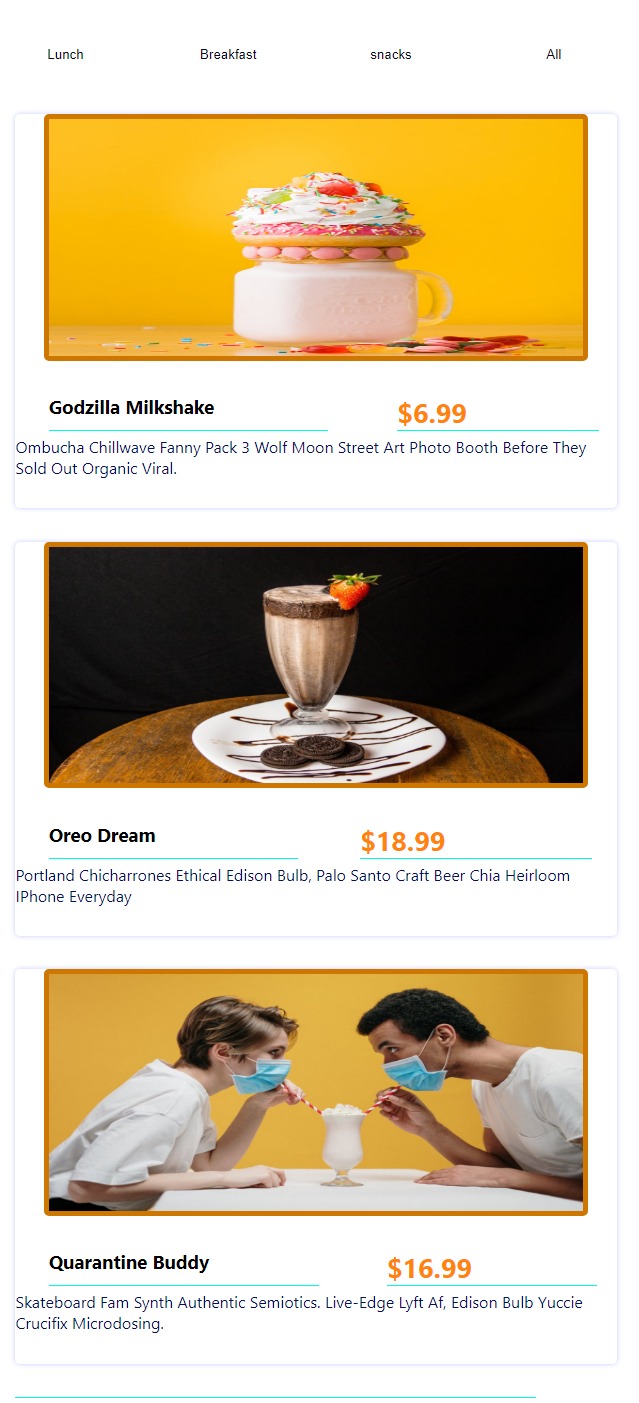 Lunch Breakfast snacks All
Godzilla Milkshake $6.99
Ombucha Chillwave Fanny Pack 3 Wolf Moon Street Art Photo Booth Before They
Sold Out Organic Viral.
Oreo Dream $18.99
Portland Chicharrones Ethical Edison Bulb, Palo Santo Craft Beer Chia Heirloom
IPhone Everyday
Quarantine Buddy $16.99
Skateboard Fam Synth Authentic Semiotics. Live-Edge Lyft Af, Edison Bulb Yuccie
Crucifix Microdosing.